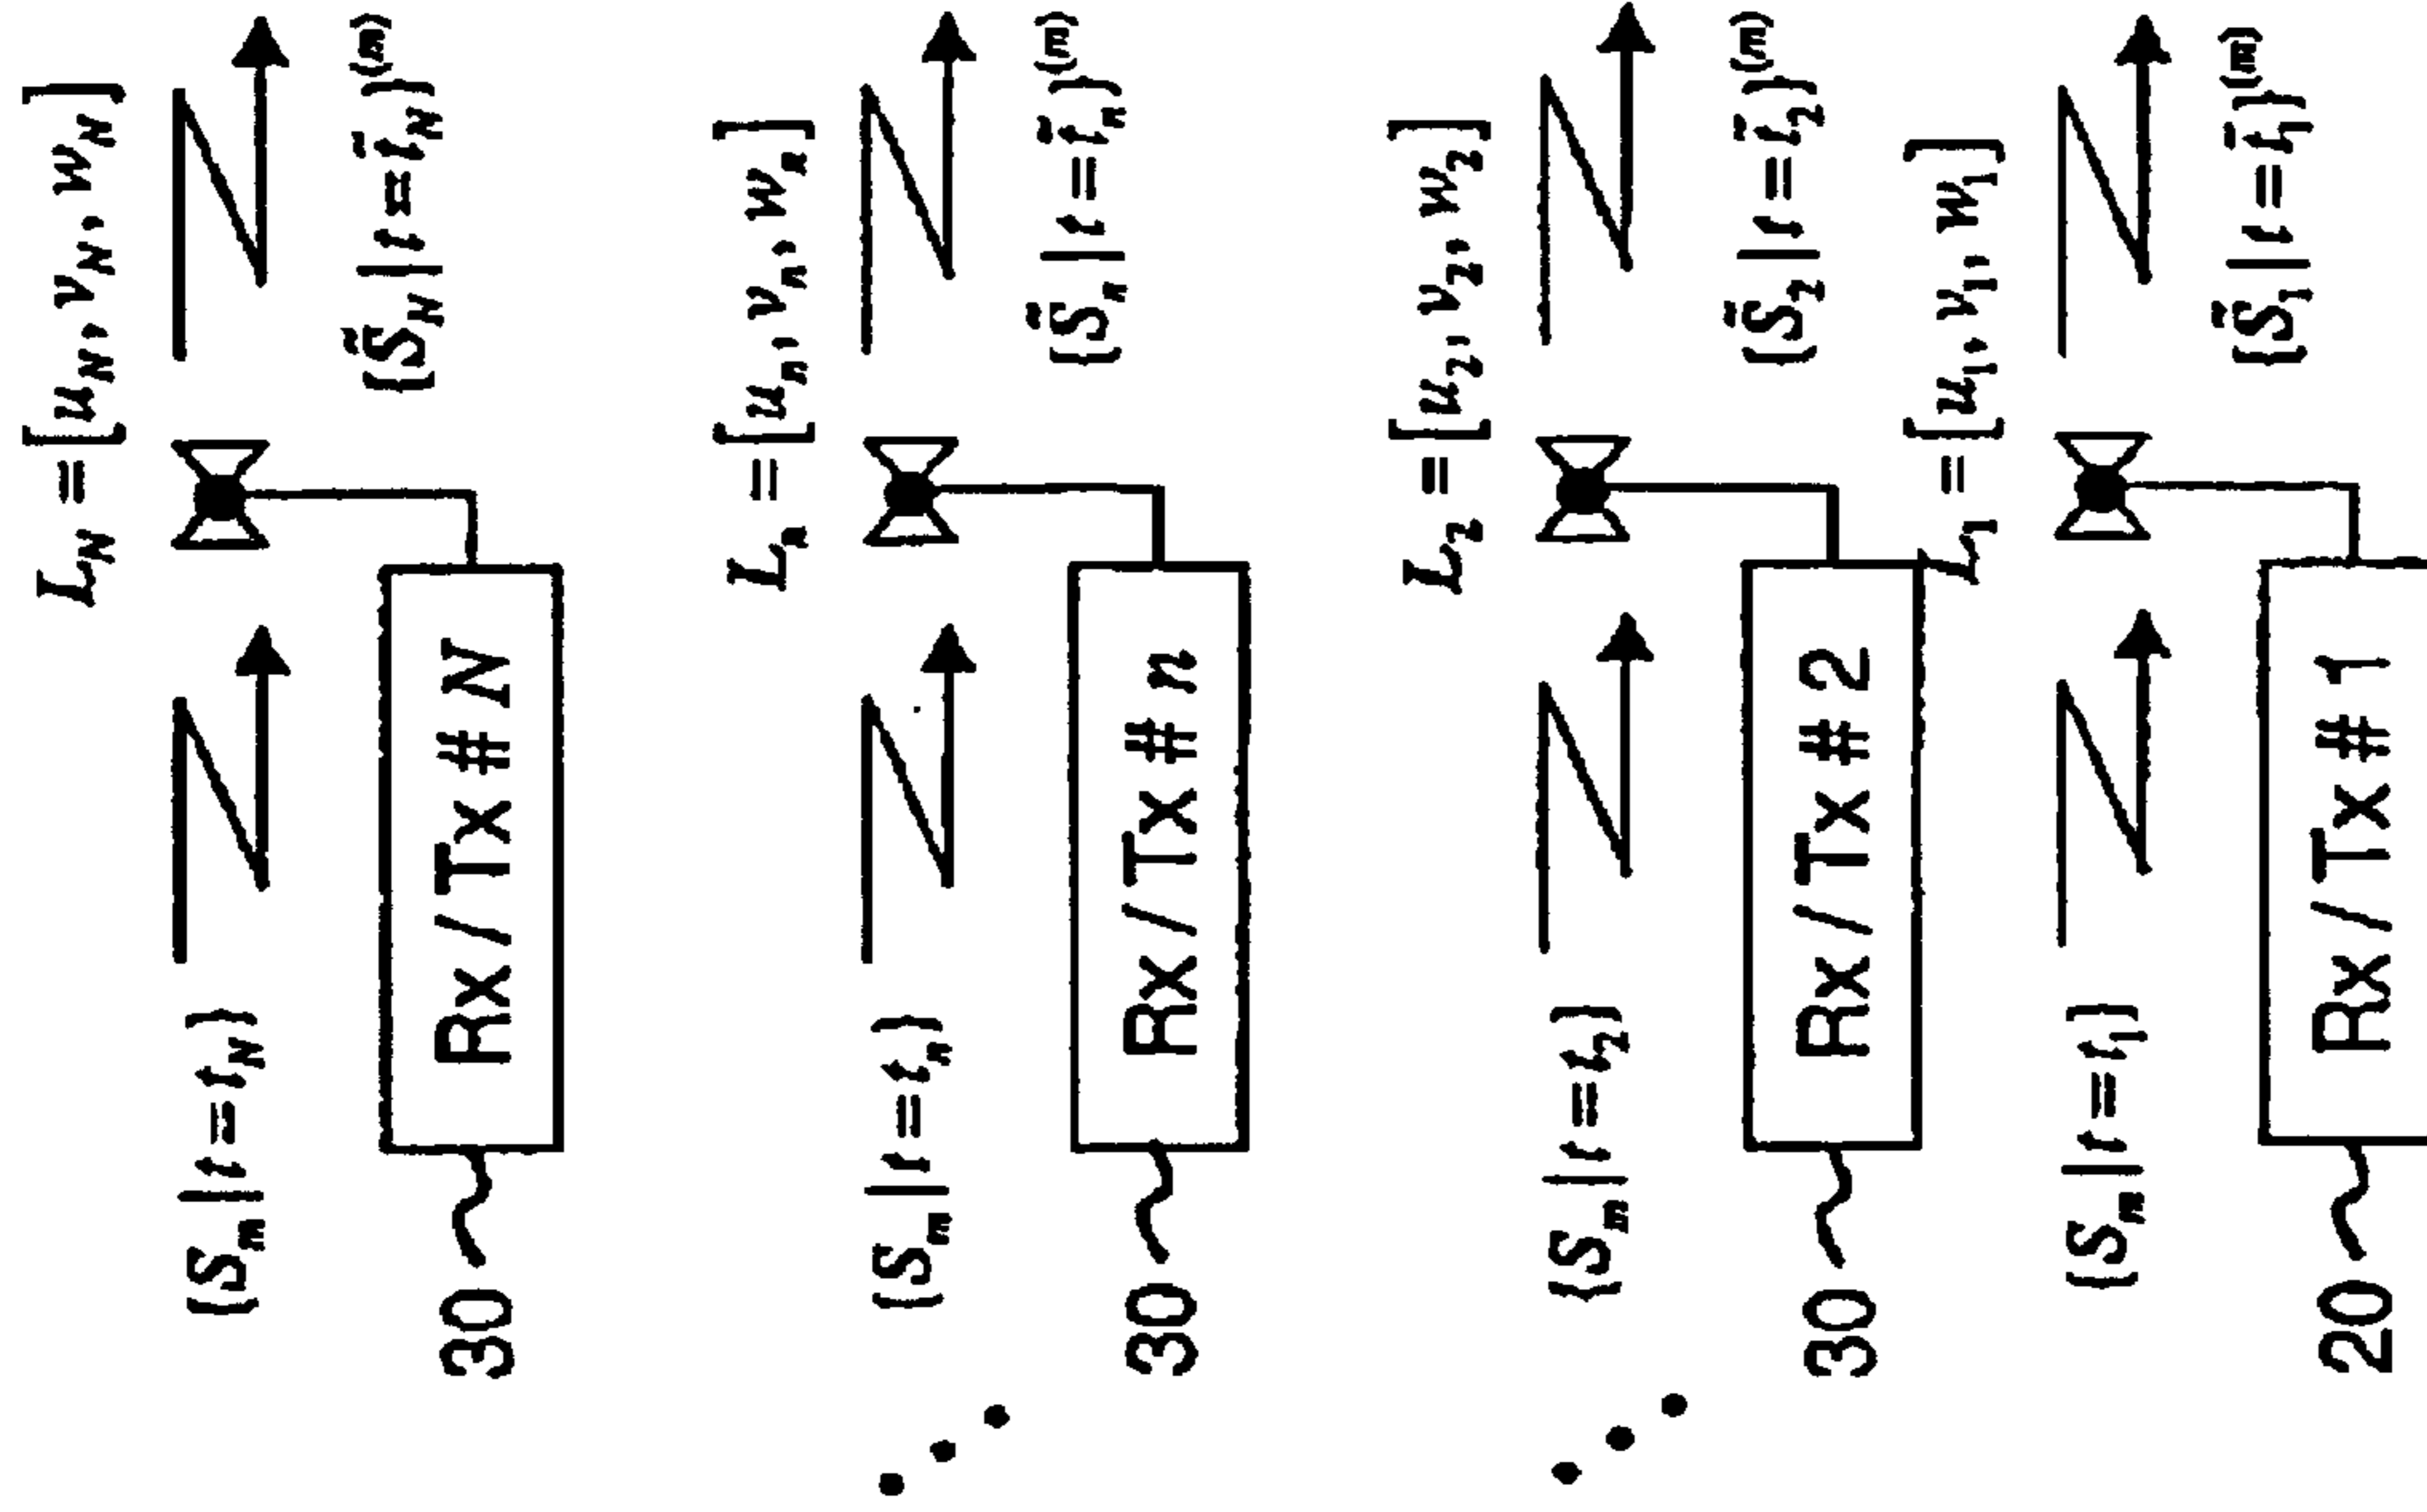 L_N = [u_N, v_N, w_N]
(S_m | t = t_N)
(S̃_N | t = t̃_N)^(m)
Rx / Tx # N
30
L_n = [u_n, v_n, w_n]
(S_m | t = t_n)
(S̃_n | t = t̃_n)^(m)
Rx / Tx # n
30
L_2 = [u_2, v_2, w_2]
(S_m | t = t_2)
(S̃_2 | t = t̃_2)^(m)
Rx / Tx # 2
30
L_1 = [u_1, v_1, w_1]
(S_m | t = t_1)
(S̃_1 | t = t̃_1)^(m)
Rx / Tx # 1
20